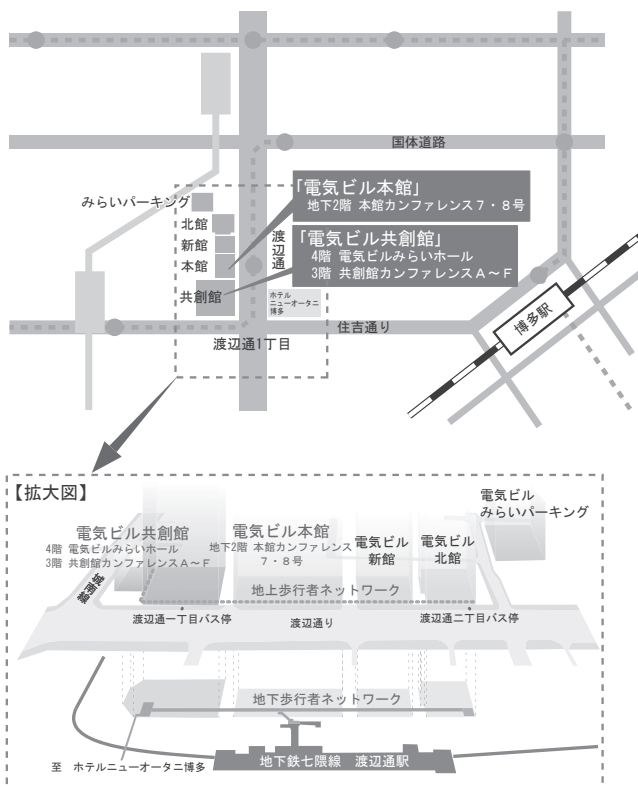 国体道路
「電気ビル本館」
地下2階 本館カンファレンス7・8号
みらいパーキング
北館
新館
本館
共創館
渡辺通
「電気ビル共創館」
4階 電気ビルみらいホール
3階 共創館カンファレンスA~F
ホテル
ニューオータニ
博多
住吉通り
渡辺通1丁目
博多駅
【拡大図】
電気ビル
みらいパーキング
電気ビル共創館
4階 電気ビルみらいホール
3階 共創館カンファレンスA~F
電気ビル本館
地下2階 本館カンファレンス
7・8号
電気ビル
新館
電気ビル
北館
城南線
地上歩行者ネットワーク
渡辺通一丁目バス停
渡辺通り
渡辺通二丁目バス停
地下歩行者ネットワーク
至 ホテルニューオータニ博多
地下鉄七隈線 渡辺通駅